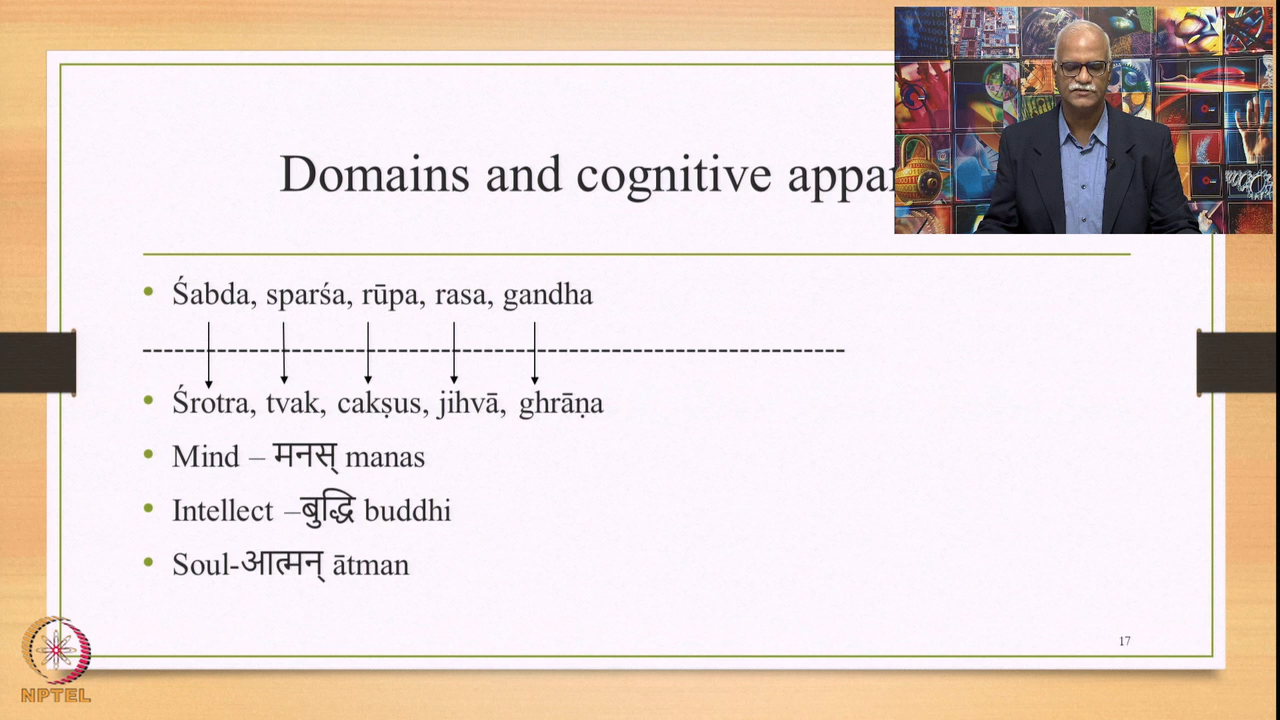 Domains and cognitive
• Śabda, sparśa, rūpa, rasa, gandha
--------------------------------------------------------------------
• Śrotra, tvak, cakṣus, jihvā, ghrāṇa
• Mind – मनस् manas
• Intellect –बुद्धि buddhi
• Soul-आत्मन् ātman
17
NPTEL